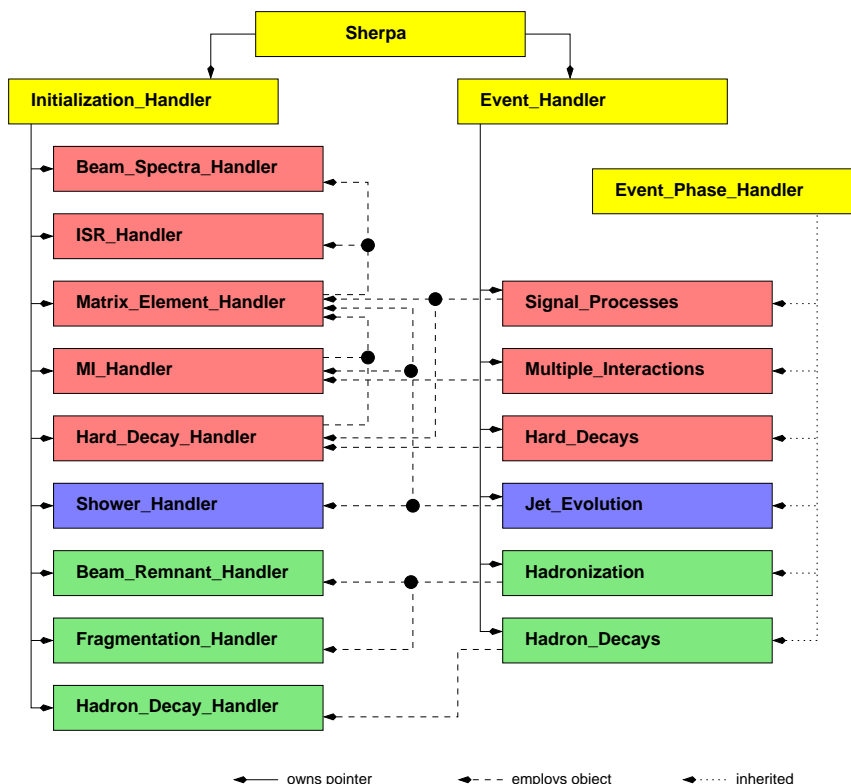 Sherpa
Initialization_Handler
Event_Handler
Beam_Spectra_Handler
Event_Phase_Handler
ISR_Handler
Matrix_Element_Handler
Signal_Processes
MI_Handler
Multiple_Interactions
Hard_Decay_Handler
Hard_Decays
Shower_Handler
Jet_Evolution
Beam_Remnant_Handler
Hadronization
Fragmentation_Handler
Hadron_Decays
Hadron_Decay_Handler
owns pointer
employs object
inherited